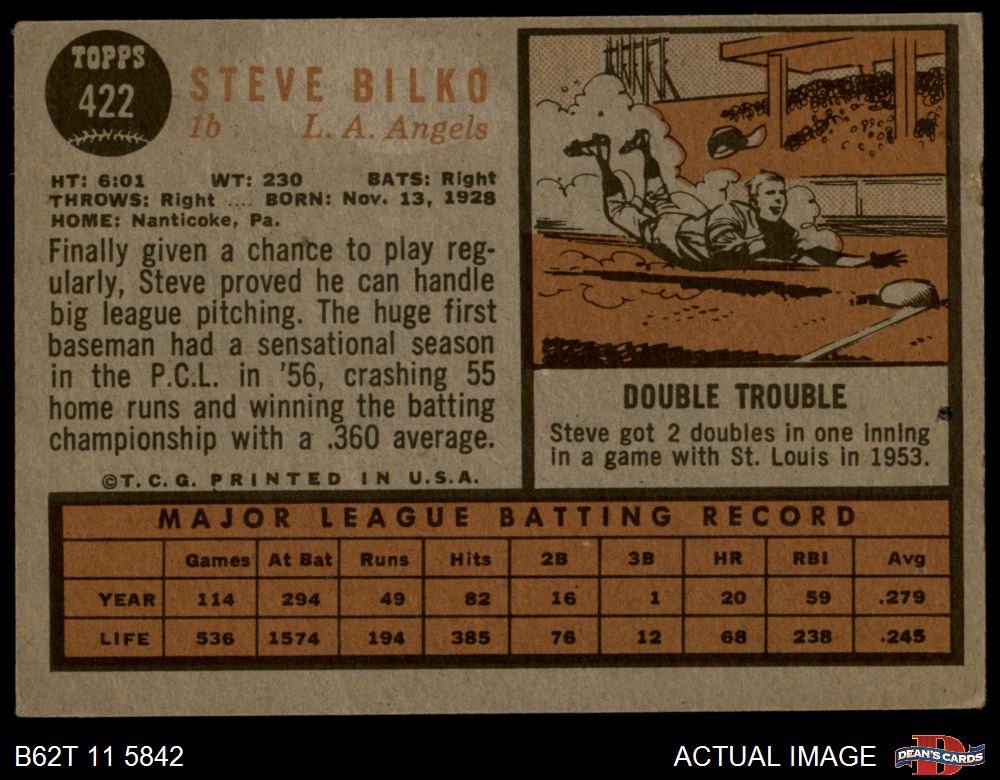 TOPPS
422
STEVE BILKO
1b L. A. Angels
HT: 6:01 WT: 230 BATS: Right
THROWS: Right .... BORN: Nov. 13, 1928
HOME: Nanticoke, Pa.
Finally given a chance to play reg-
ularly, Steve proved he can handle
big league pitching. The huge first
baseman had a sensational season
in the P.C.L. in '56, crashing 55
home runs and winning the batting
championship with a .360 average.
©T. C. G. PRINTED IN U.S.A.
DOUBLE TROUBLE
Steve got 2 doubles in one inning
in a game with St. Louis in 1953.
MAJOR LEAGUE BATTING RECORD
Games At Bat Runs Hits 2B 3B HR RBI Avg
YEAR 114 294 49 82 16 1 20 59 .279
LIFE 536 1574 194 385 76 12 68 238 .245
B62T 11 5842
ACTUAL IMAGE
D
DEAN'S CARDS